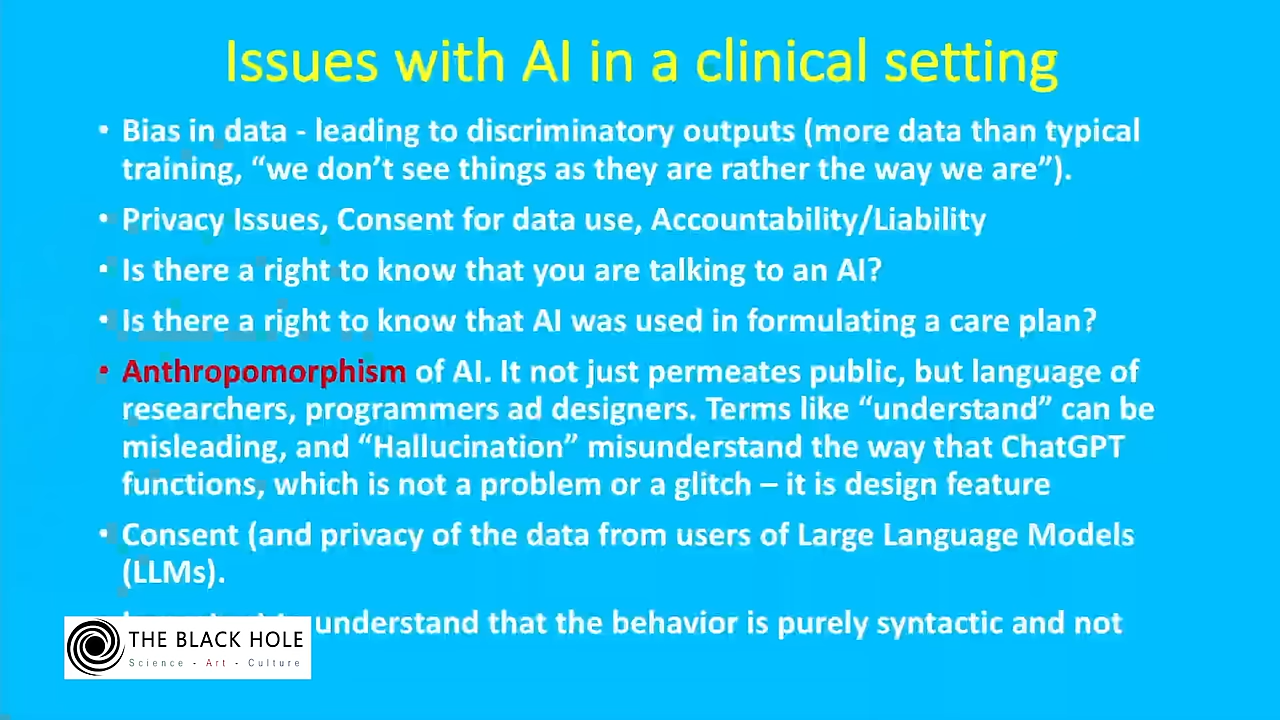 Issues with AI in a clinical setting
• Bias in data - leading to discriminatory outputs (more data than typical
training, “we don’t see things as they are rather the way we are”).
• Privacy Issues, Consent for data use, Accountability/Liability
• Is there a right to know that you are talking to an AI?
• Is there a right to know that AI was used in formulating a care plan?
• Anthropomorphism of AI. It not just permeates public, but language of
researchers, programmers ad designers. Terms like “understand” can be
misleading, and “Hallucination” misunderstand the way that ChatGPT
functions, which is not a problem or a glitch – it is design feature
• Consent (and privacy of the data from users of Large Language Models
(LLMs).
understand that the behavior is purely syntactic and not
THE BLACK HOLE
Science - Art - Culture